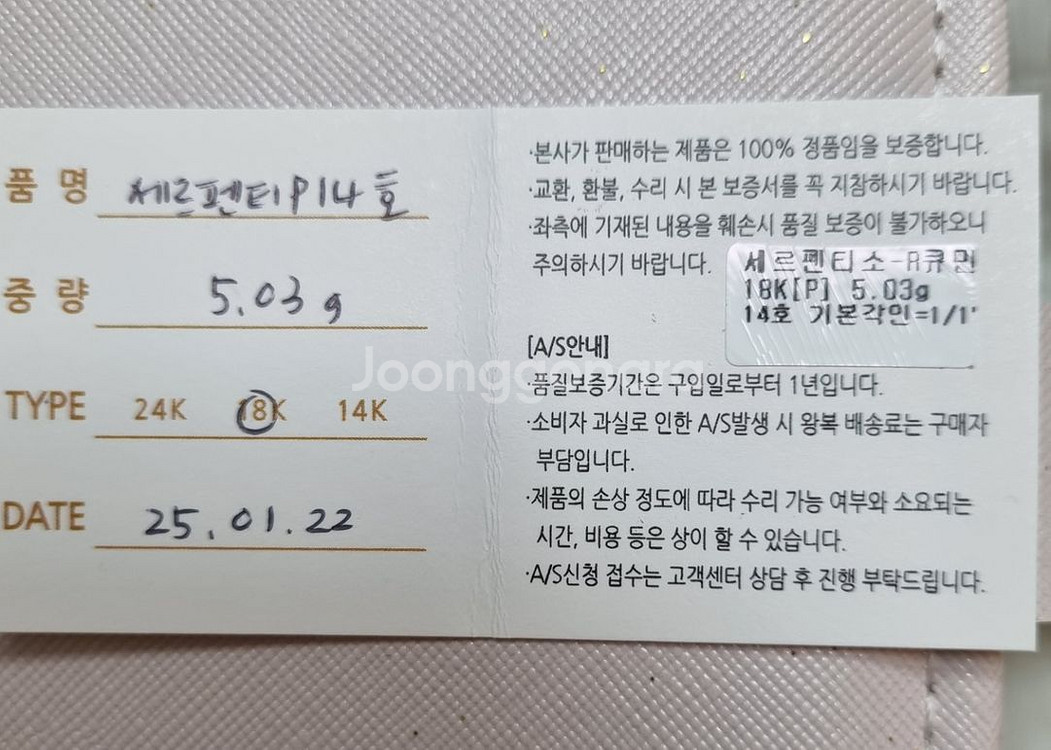 품 명 세르펜티P14호
중 량 5.03g
TYPE 24K 18K 14K
DATE 25.01.22
·본사가 판매하는 제품은 100% 정품임을 보증합니다.
·교환, 환불, 수리 시 본 보증서를 꼭 지참하시기 바랍니다.
·좌측에 기재된 내용을 훼손시 품질 보증이 불가하오니
주의하시기 바랍니다.
세르펜티소-A큐민
18K[P] 5.03g
14호 기본각인=1/1'
[A/S안내]
·품질보증기간은 구입일로부터 1년입니다.
·소비자 과실로 인한 A/S발생 시 왕복 배송료는 구매자
부담입니다.
·제품의 손상 정도에 따라 수리 가능 여부와 소요되는
시간, 비용 등은 상이 할 수 있습니다.
·A/S신청 접수는 고객센터 상담 후 진행 부탁드립니다.
Joonggonara